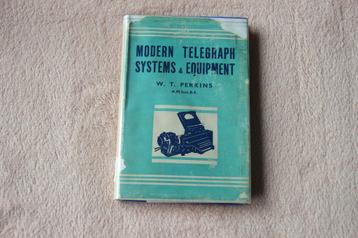 MODERN TELEGRAPH
SYSTEMS & EQUIPMENT
W. T. PERKINS